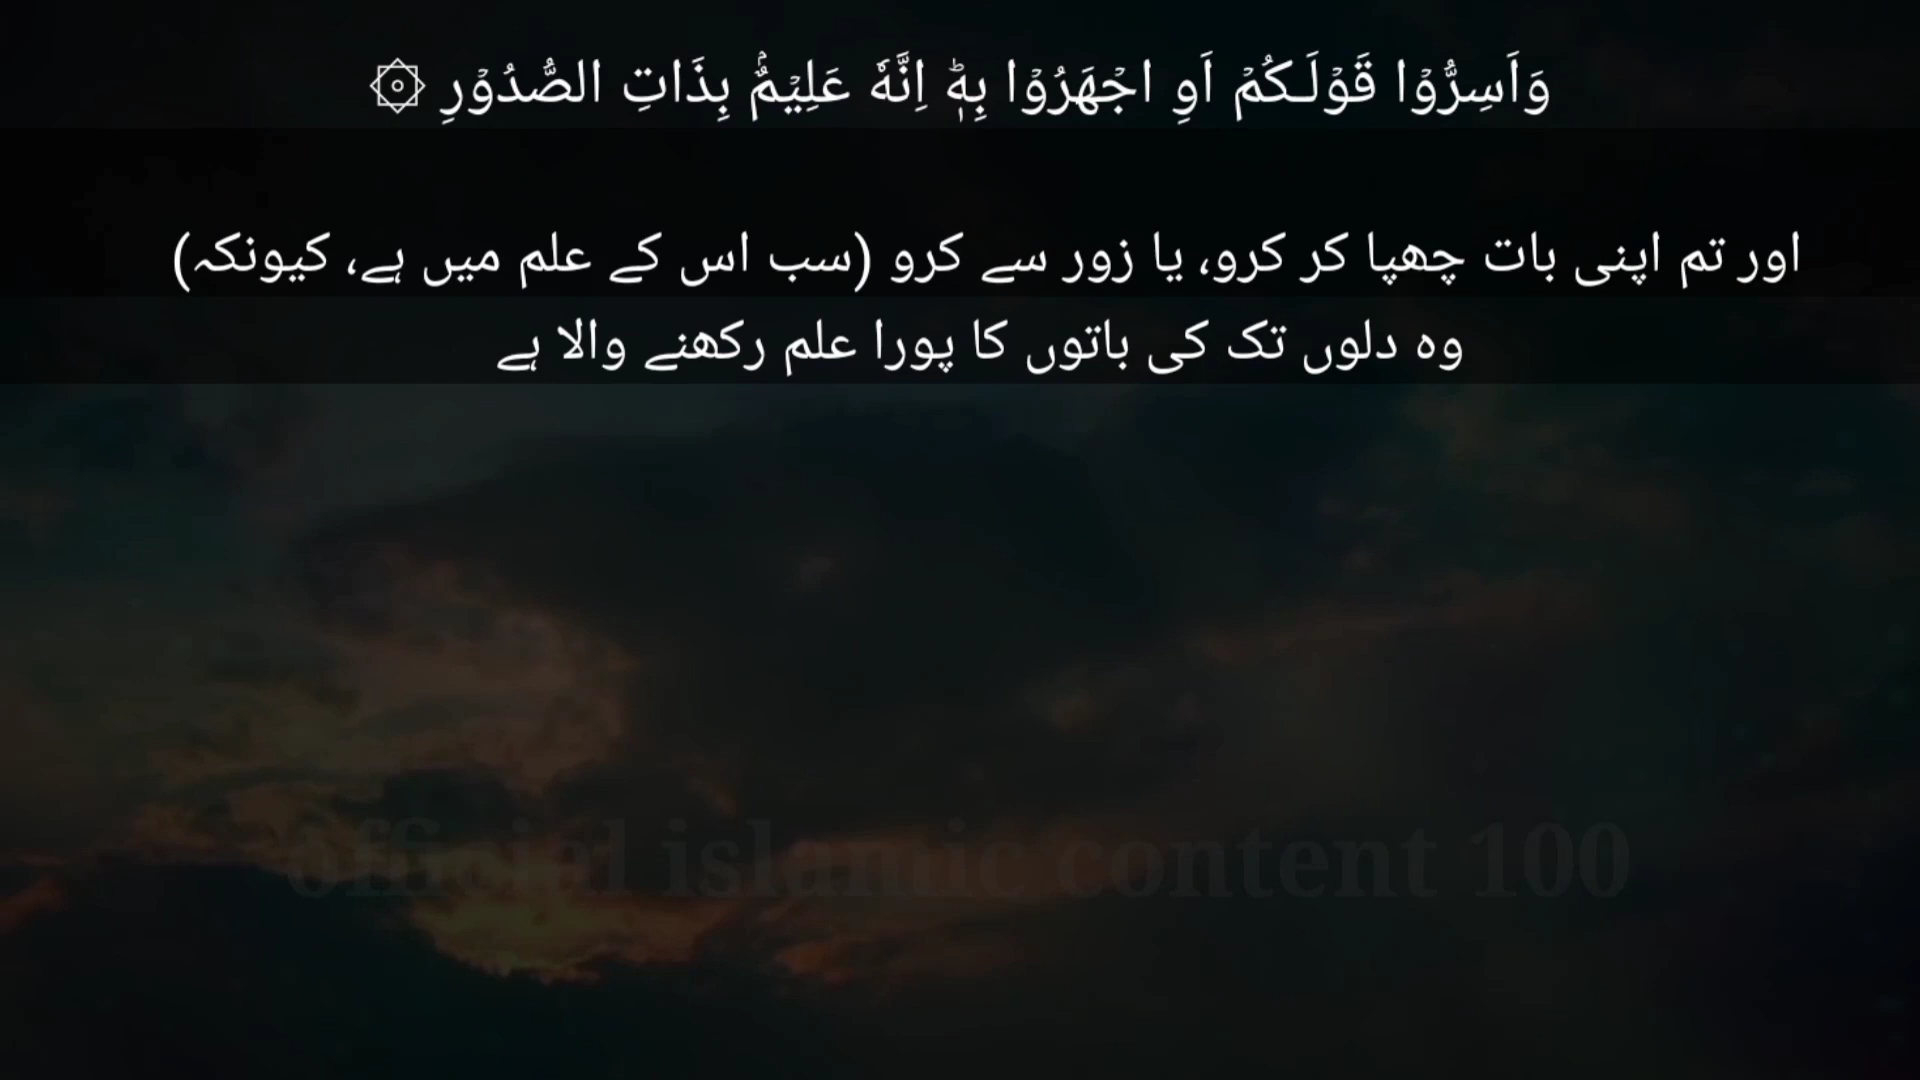 وَاَسِرُّوۡا قَوۡلَـكُمۡ اَوِ اجۡهَرُوۡا بِهٖؕ اِنَّهٗ عَلِيۡمٌۢ بِذَاتِ الصُّدُوۡرِ ۞
اور تم اپنی بات چھپا کر کرو، یا زور سے کرو (سب اس کے علم میں ہے، کیونکہ)
وہ دلوں تک کی باتوں کا پورا علم رکھنے والا ہے
official islamic content 100